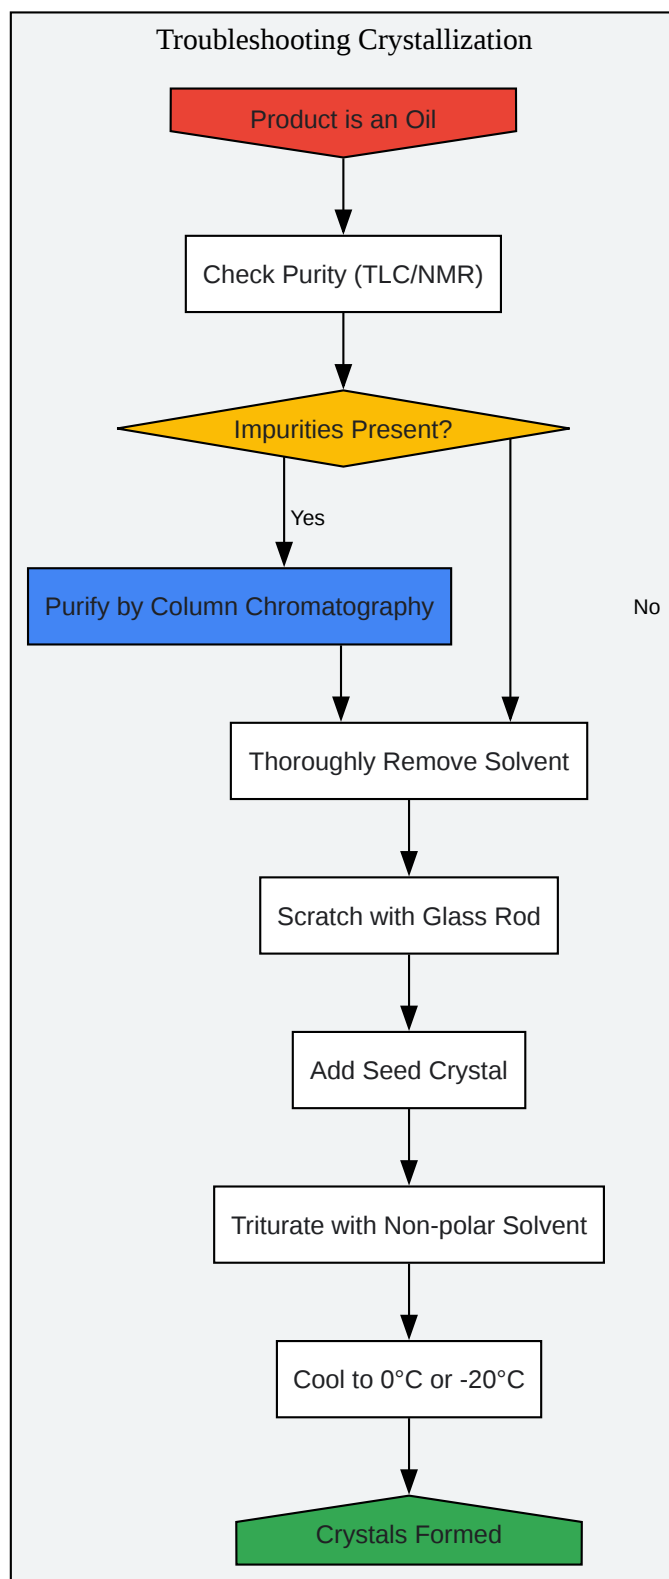 Troubleshooting Crystallization
Product is an Oil
Check Purity (TLC/NMR)
Impurities Present?
Yes
Purify by Column Chromatography
No
Thoroughly Remove Solvent
Scratch with Glass Rod
Add Seed Crystal
Triturate with Non-polar Solvent
Cool to 0°C or -20°C
Crystals Formed